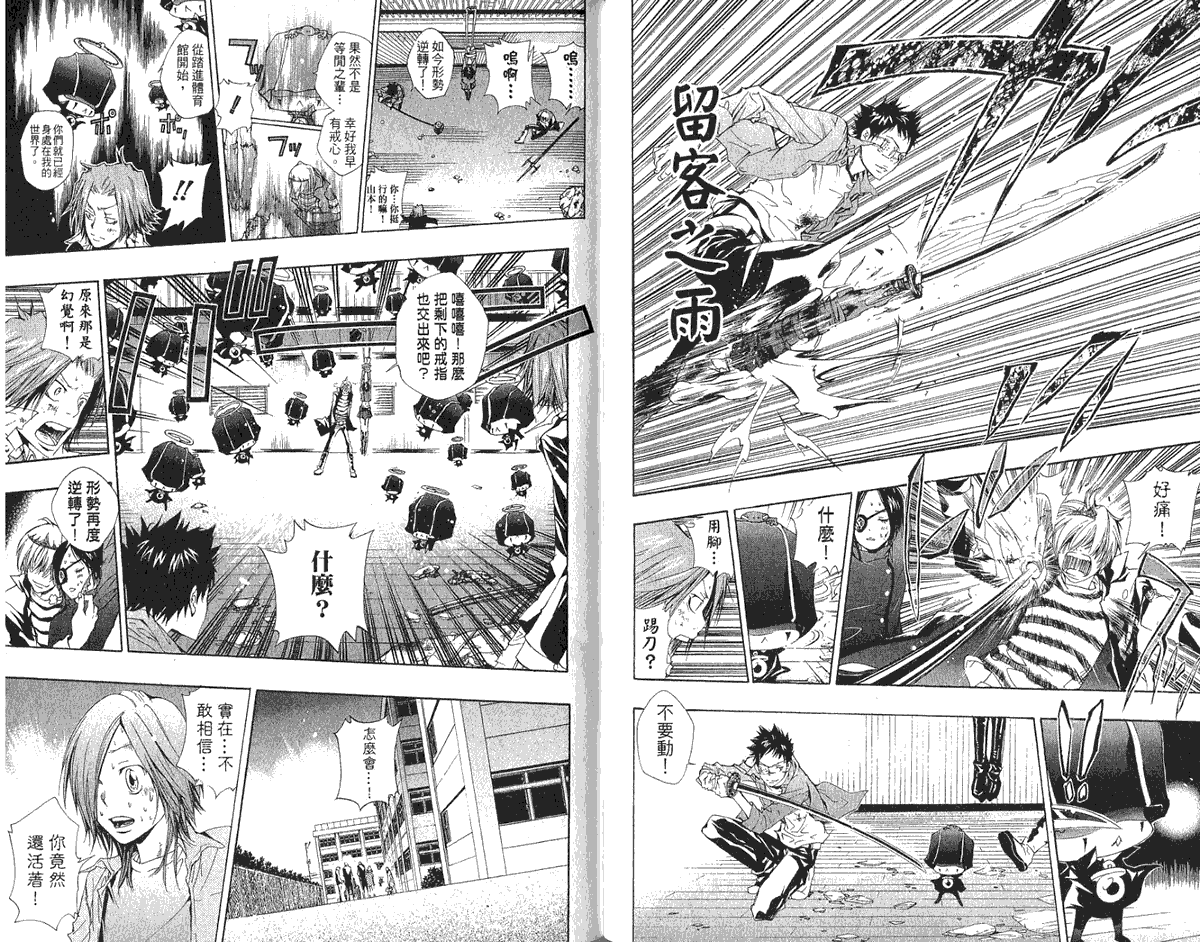 留客之雨
好痛！
什麼！
用腳…
踢刀？
不要動！
嗚……
嗚啊…
如今形勢
逆轉了！
你…你挺
行的嘛！
山本！
果然不是
等閒之輩…
幸好我早
有戒心。
從踏進體育
館開始，
你們就已經
身處在我的
世界了。
!!
嘻嘻嘻！那麼
把剩下的戒指
也交出來吧？
原來那是
幻覺啊！
什麼？
形勢再度
逆轉了！
怎麼會…
實在…不
敢相信…
你竟然
還活著！